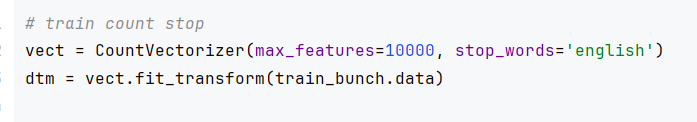 # train count stop
vect = CountVectorizer(max_features=10000, stop_words='english')
dtm = vect.fit_transform(train_bunch.data)